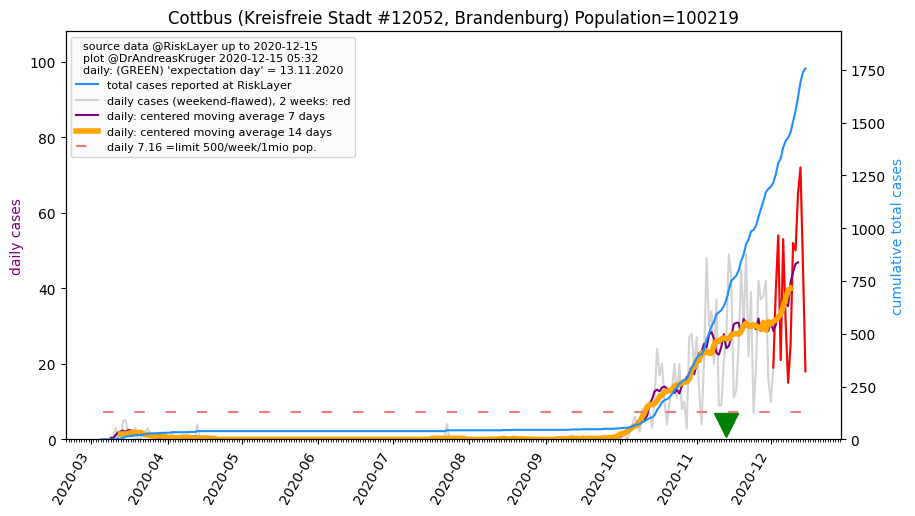 Cottbus (Kreisfreie Stadt #12052, Brandenburg) Population=100219
source data @RiskLayer up to 2020-12-15
plot @DrAndreasKruger 2020-12-15 05:32
daily: (GREEN) 'expectation day' = 13.11.2020
total cases reported at RiskLayer
daily cases (weekend-flawed), 2 weeks: red
daily: centered moving average 7 days
daily: centered moving average 14 days
daily 7.16 =limit 500/week/1mio pop.
daily cases
100
80
60
40
20
0
cumulative total cases
1750
1500
1250
1000
750
500
250
0
2020-03
2020-04
2020-05
2020-06
2020-07
2020-08
2020-09
2020-10
2020-11
2020-12